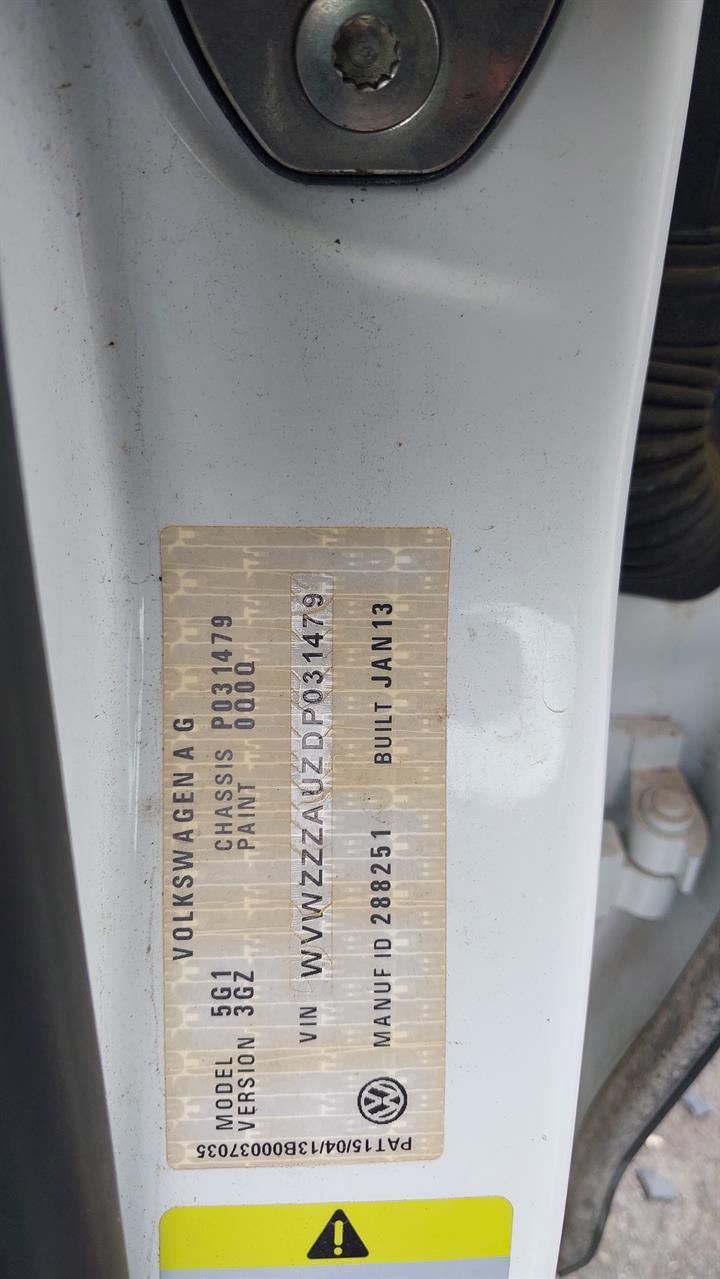 VOLKSWAGEN A G
MODEL 5G1 CHASSIS P031479
VERSION 3GZ PAINT 0Q0Q
VIN WVWZZZAUZDP031479
MANUF ID 288251 BUILT JAN13
PAT15/04/13B00037035